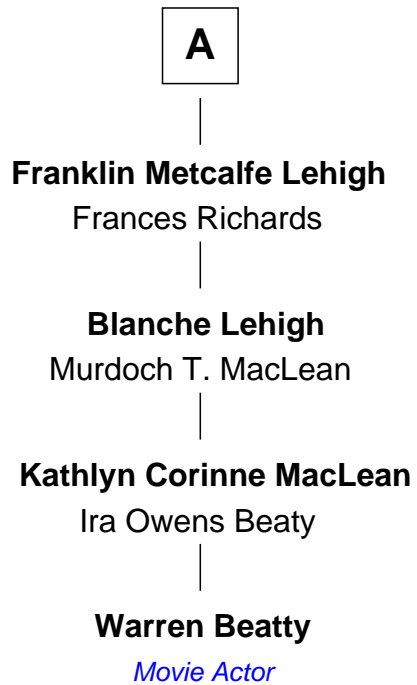 A
Franklin Metcalfe Lehigh
Frances Richards
Blanche Lehigh
Murdoch T. MacLean
Kathlyn Corinne MacLean
Ira Owens Beaty
Warren Beatty
Movie Actor